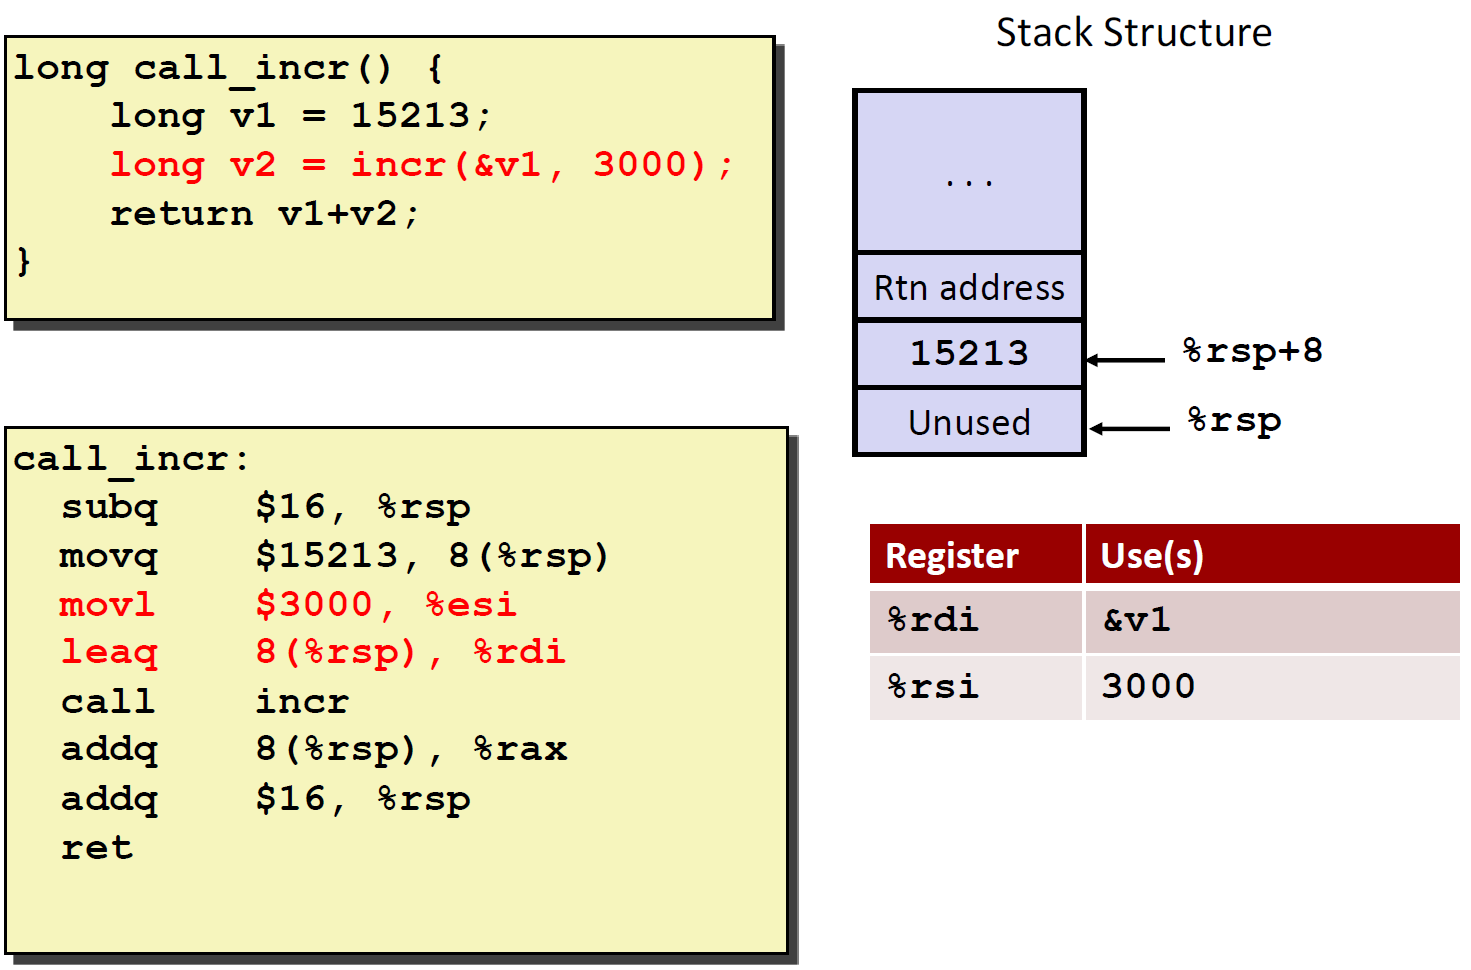 long call_incr() {
    long v1 = 15213;
    long v2 = incr(&v1, 3000);
    return v1+v2;
}
call_incr:
  subq    $16, %rsp
  movq    $15213, 8(%rsp)
  movl    $3000, %esi
  leaq    8(%rsp), %rdi
  call    incr
  addq    8(%rsp), %rax
  addq    $16, %rsp
  ret
Stack Structure
...
Rtn address
15213 %rsp+8
Unused %rsp
Register Use(s)
%rdi &v1
%rsi 3000